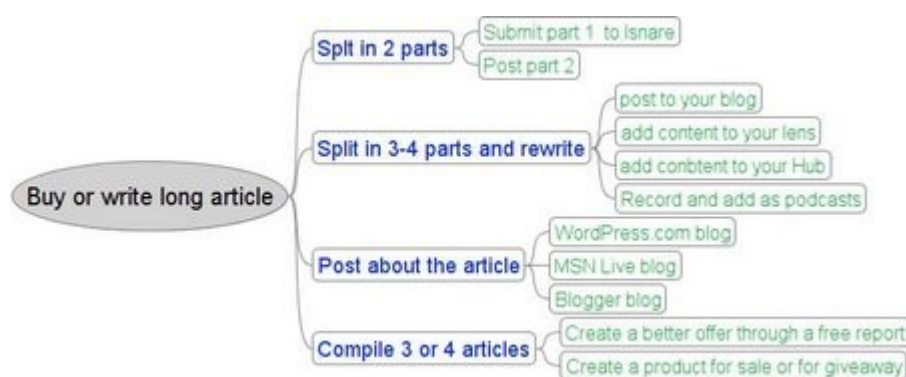 Buy or write long article
Splt in 2 parts
Submit part 1 to Isnare
Post part 2
Split in 3-4 parts and rewrite
post to your blog
add content to your lens
add conbtent to your Hub
Record and add as podcasts
Post about the article
WordPress.com blog
MSN Live blog
Blogger blog
Compile 3 or 4 articles
Create a better offer through a free report
Create a product for sale or for giveaway